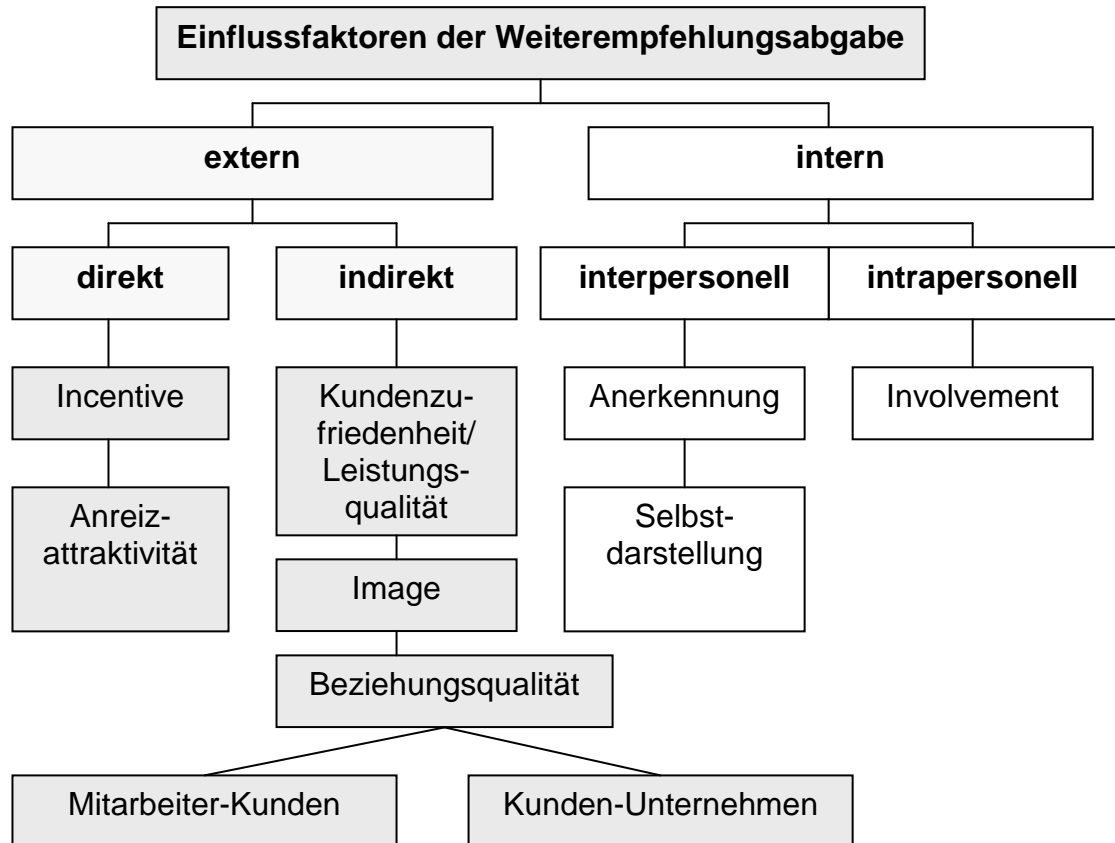 Einflussfaktoren der Weiterempfehlungsabgabe
extern
intern
direkt
indirekt
interpersonell
intrapersonell
Incentive
Kundenzu-
friedenheit/
Leistungs-
qualität
Anerkennung
Involvement
Anreiz-
attraktivität
Selbst-
darstellung
Image
Beziehungsqualität
Mitarbeiter-Kunden
Kunden-Unternehmen